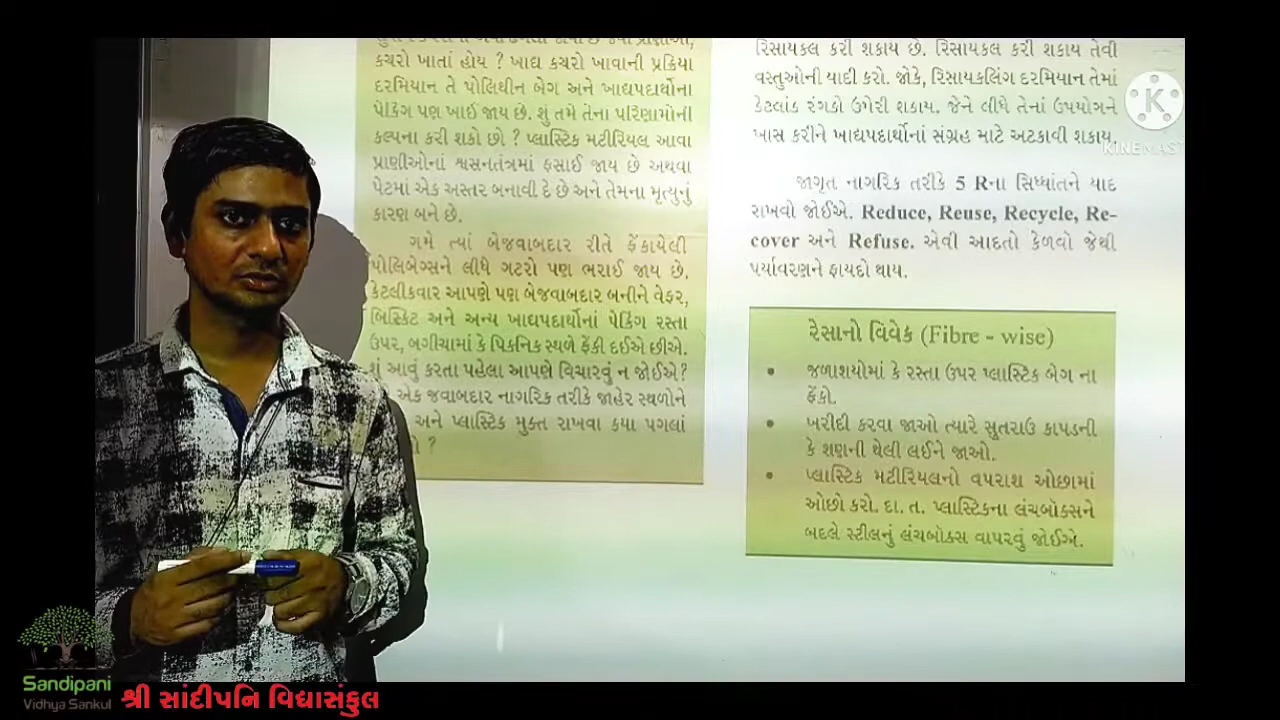 કચરો ખાતાં હોય ? ખાદ્ય કચરો ખાવાની પ્રક્રિયા
દરમિયાન તે પોલિથીન બેગ અને ખાદ્યપદાર્થોના
પેકિંગ પણ ખાઈ જાય છે. શું તમે તેના પરિણામોની
કલ્પના કરી શકો છો ? પ્લાસ્ટિક મટીરિયલ આવા
પ્રાણીઓનાં શ્વસનતંત્રમાં ફસાઈ જાય છે અથવા
પેટમાં એક અસ્તર બનાવી દે છે અને તેમના મૃત્યુનું
કારણ બને છે.
ગમે ત્યાં બેજવાબદાર રીતે ફેંકાયેલી
પોલિબેગ્સને લીધે ગટરો પણ ભરાઈ જાય છે.
કેટલીકવાર આપણે પણ બેજવાબદાર બનીને વેફર,
બિસ્કિટ અને અન્ય ખાદ્યપદાર્થોનાં પેકિંગ રસ્તા
ઉપર, બગીચામાં કે પિકનિક સ્થળે ફેંકી દઈએ છીએ.
શું આવું કરતા પહેલા આપણે વિચારવું ન જોઈએ?
એક જવાબદાર નાગરિક તરીકે જાહેર સ્થળોને
અને પ્લાસ્ટિક મુક્ત રાખવા કયા પગલાં
?
રિસાયકલ કરી શકાય છે. રિસાયકલ કરી શકાય તેવી
વસ્તુઓની યાદી કરો. જોકે, રિસાયકલિંગ દરમિયાન તેમાં
કેટલાંક રંગકો ઉમેરી શકાય. જેને લીધે તેનાં ઉપયોગને
ખાસ કરીને ખાદ્યપદાર્થોનાં સંગ્રહ માટે અટકાવી શકાય.
જાગૃત નાગરિક તરીકે 5 Rના સિધ્ધાંતને યાદ
રાખવો જોઈએ. Reduce, Reuse, Recycle, Re-
cover અને Refuse. એવી આદતો કેળવો જેથી
પર્યાવરણને ફાયદો થાય.
રેસાનો વિવેક (Fibre - wise)
• જળાશયોમાં કે રસ્તા ઉપર પ્લાસ્ટિક બેગ ના
ફેંકો.
• ખરીદી કરવા જાઓ ત્યારે સુતરાઉ કાપડની
કે શણની થેલી લઈને જાઓ.
• પ્લાસ્ટિક મટીરિયલનો વપરાશ ઓછામાં
ઓછો કરો. દા. ત. પ્લાસ્ટિકના લંચબૉક્સને
બદલે સ્ટીલનું લંચબૉક્સ વાપરવું જોઈએ.
K
KINEMAST
Sandipani
Vidhya Sankul
શ્રી સાંદીપનિ વિદ્યાસંકુલ